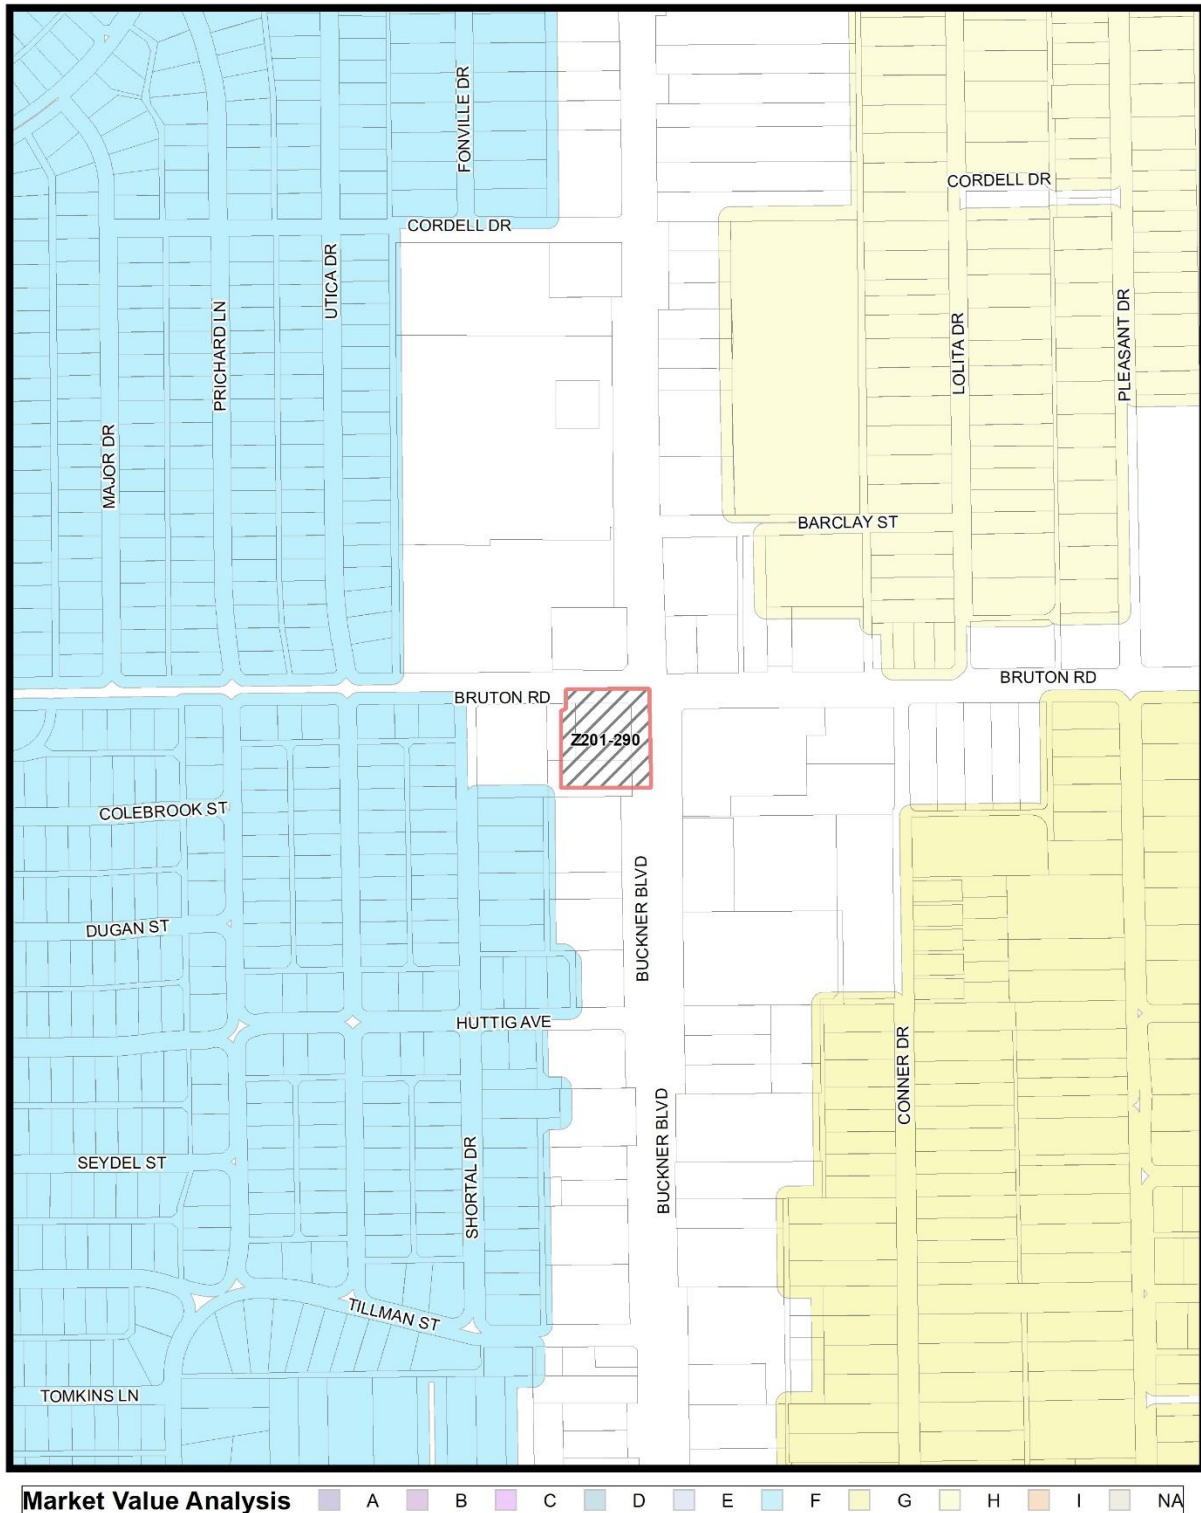 FONVILLE DR
CORDELL DR
CORDELL DR
UTICA DR
PRICHARD LN
LOLITA DR
PLEASANT DR
MAJOR DR
BARCLAY ST
BRUTON RD
BRUTON RD
Z201-290
COLEBROOK ST
DUGAN ST
BUCKNER BLVD
HUTTIG AVE
CONNER DR
BUCKNER BLVD
SEYDEL ST
SHORTAL DR
TILLMAN ST
TOMKINS LN
Market Value Analysis A B C D E F G H I NA